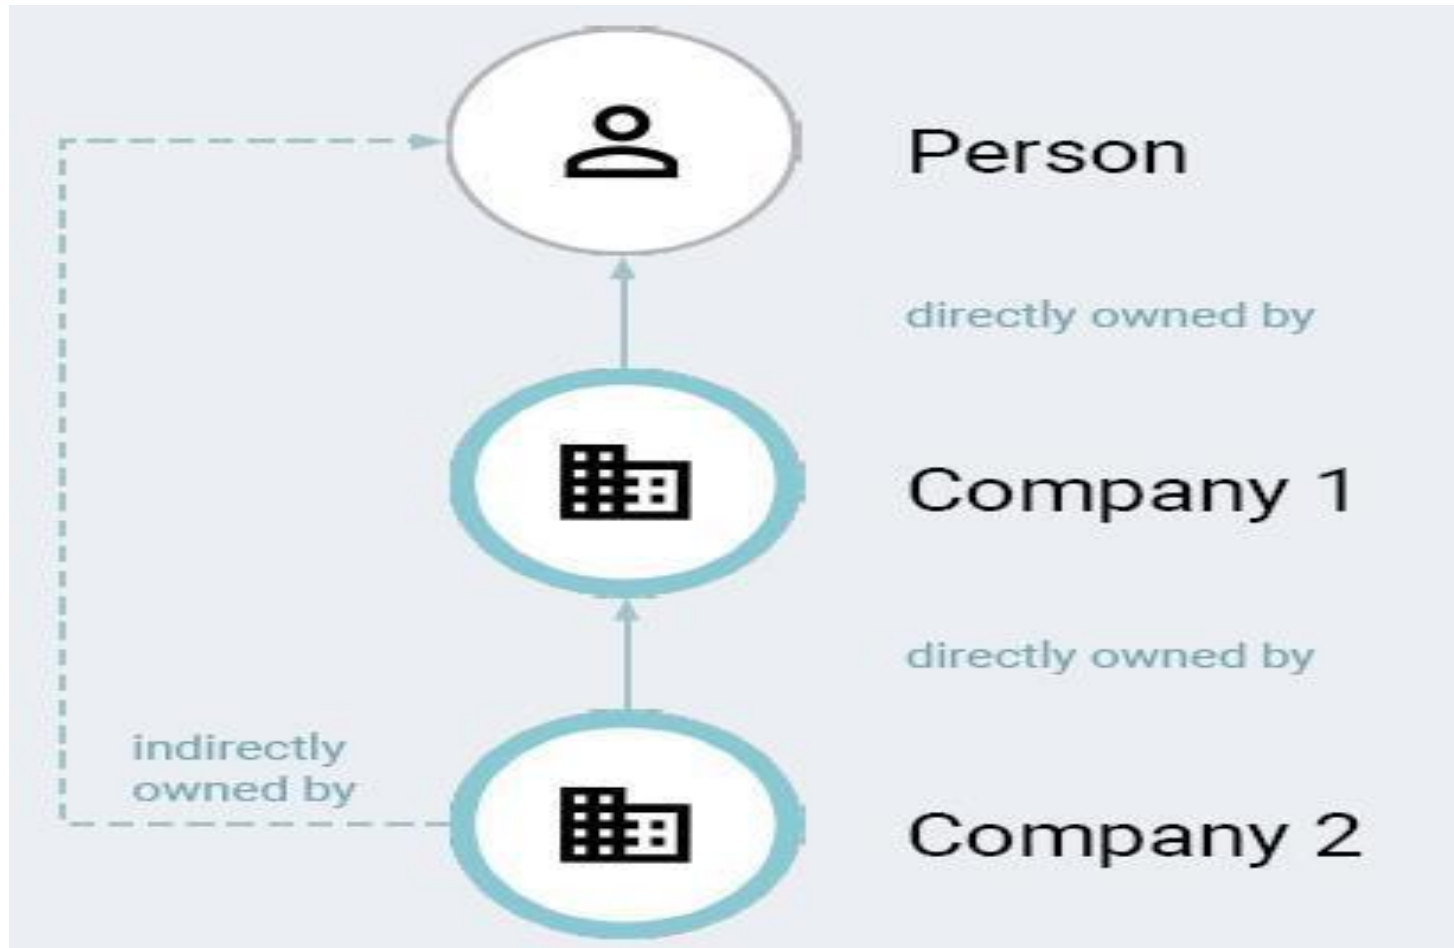 Person
directly owned by
Company 1
directly owned by
indirectly
owned by
Company 2